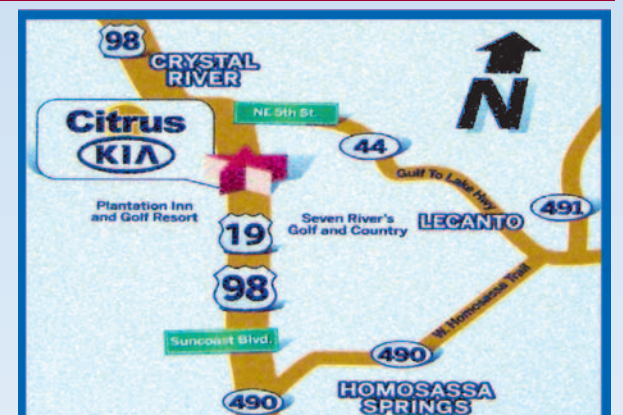 98
CRYSTAL
RIVER
N
NE 5th St.
Citrus
KIA
44
Gulf To Lake Hwy
Plantation Inn
and Golf Resort
Seven River's
Golf and Country
LECANTO
491
19
98
W. Homosassa Trail
Suncoast Blvd.
490
490
HOMOSASSA
SPRINGS